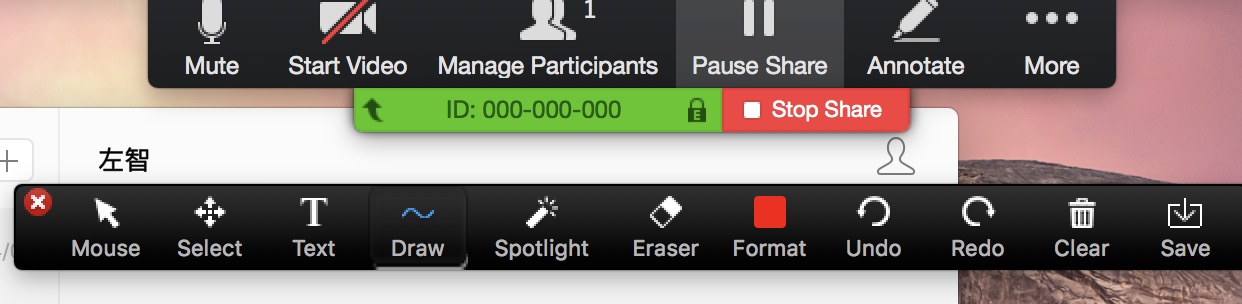 1
Mute Start Video Manage Participants Pause Share Annotate More
ID: 000-000-000 E Stop Share
左智
Mouse Select Text Draw Spotlight Eraser Format Undo Redo Clear Save